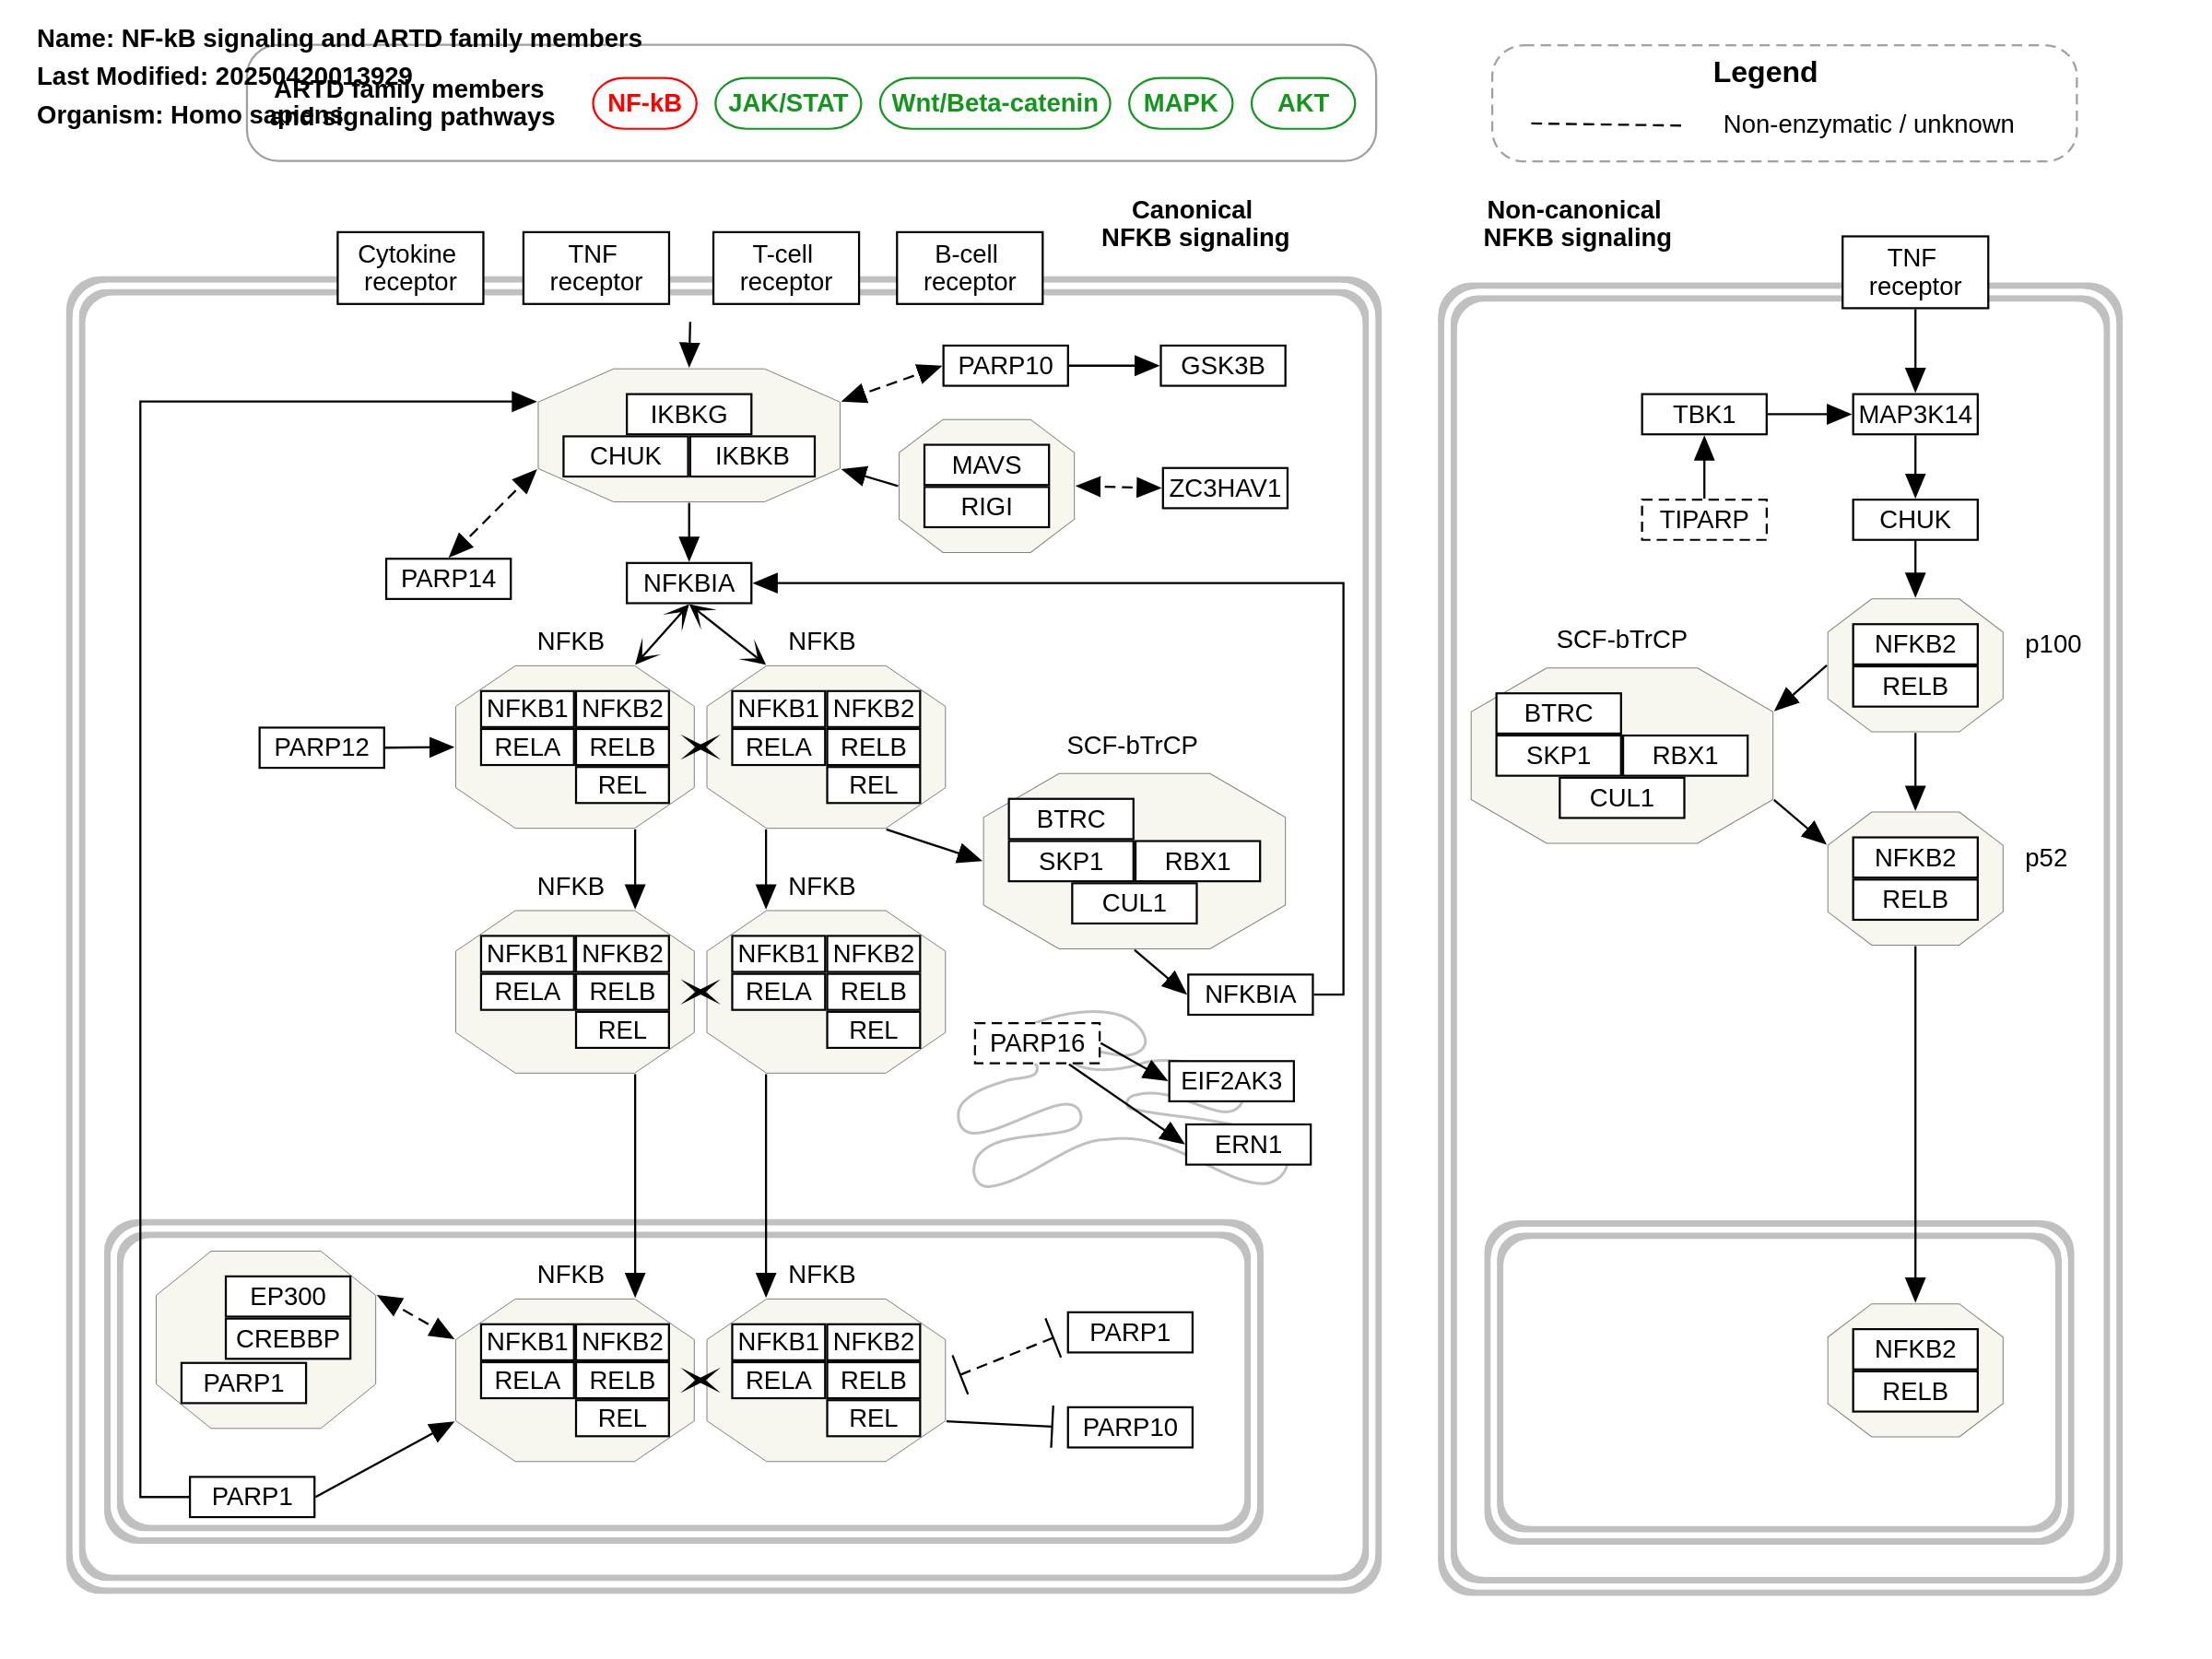 Name: NF-kB signaling and ARTD family members
Last Modified: 20250420013929
Organism: Homo sapiens
ARTD family members
and signaling pathways
NF-kB
JAK/STAT
Wnt/Beta-catenin
MAPK
AKT
Legend
Non-enzymatic / unknown
Canonical
NFKB signaling
Non-canonical
NFKB signaling
Cytokine
receptor
TNF
receptor
T-cell
receptor
B-cell
receptor
TNF
receptor
PARP10
GSK3B
IKBKG
CHUK
IKBKB
MAVS
RIGI
ZC3HAV1
PARP14
NFKBIA
NFKB
NFKB
NFKB1
NFKB2
RELA
RELB
REL
NFKB1
NFKB2
RELA
RELB
REL
PARP12
SCF-bTrCP
BTRC
SKP1
RBX1
CUL1
NFKB
NFKB
NFKB1
NFKB2
RELA
RELB
REL
NFKB1
NFKB2
RELA
RELB
REL
NFKBIA
PARP16
EIF2AK3
ERN1
EP300
CREBBP
PARP1
NFKB
NFKB
NFKB1
NFKB2
RELA
RELB
REL
NFKB1
NFKB2
RELA
RELB
REL
PARP1
PARP10
PARP1
TBK1
MAP3K14
TIPARP
CHUK
SCF-bTrCP
NFKB2
RELB
p100
BTRC
SKP1
RBX1
CUL1
NFKB2
RELB
p52
NFKB2
RELB